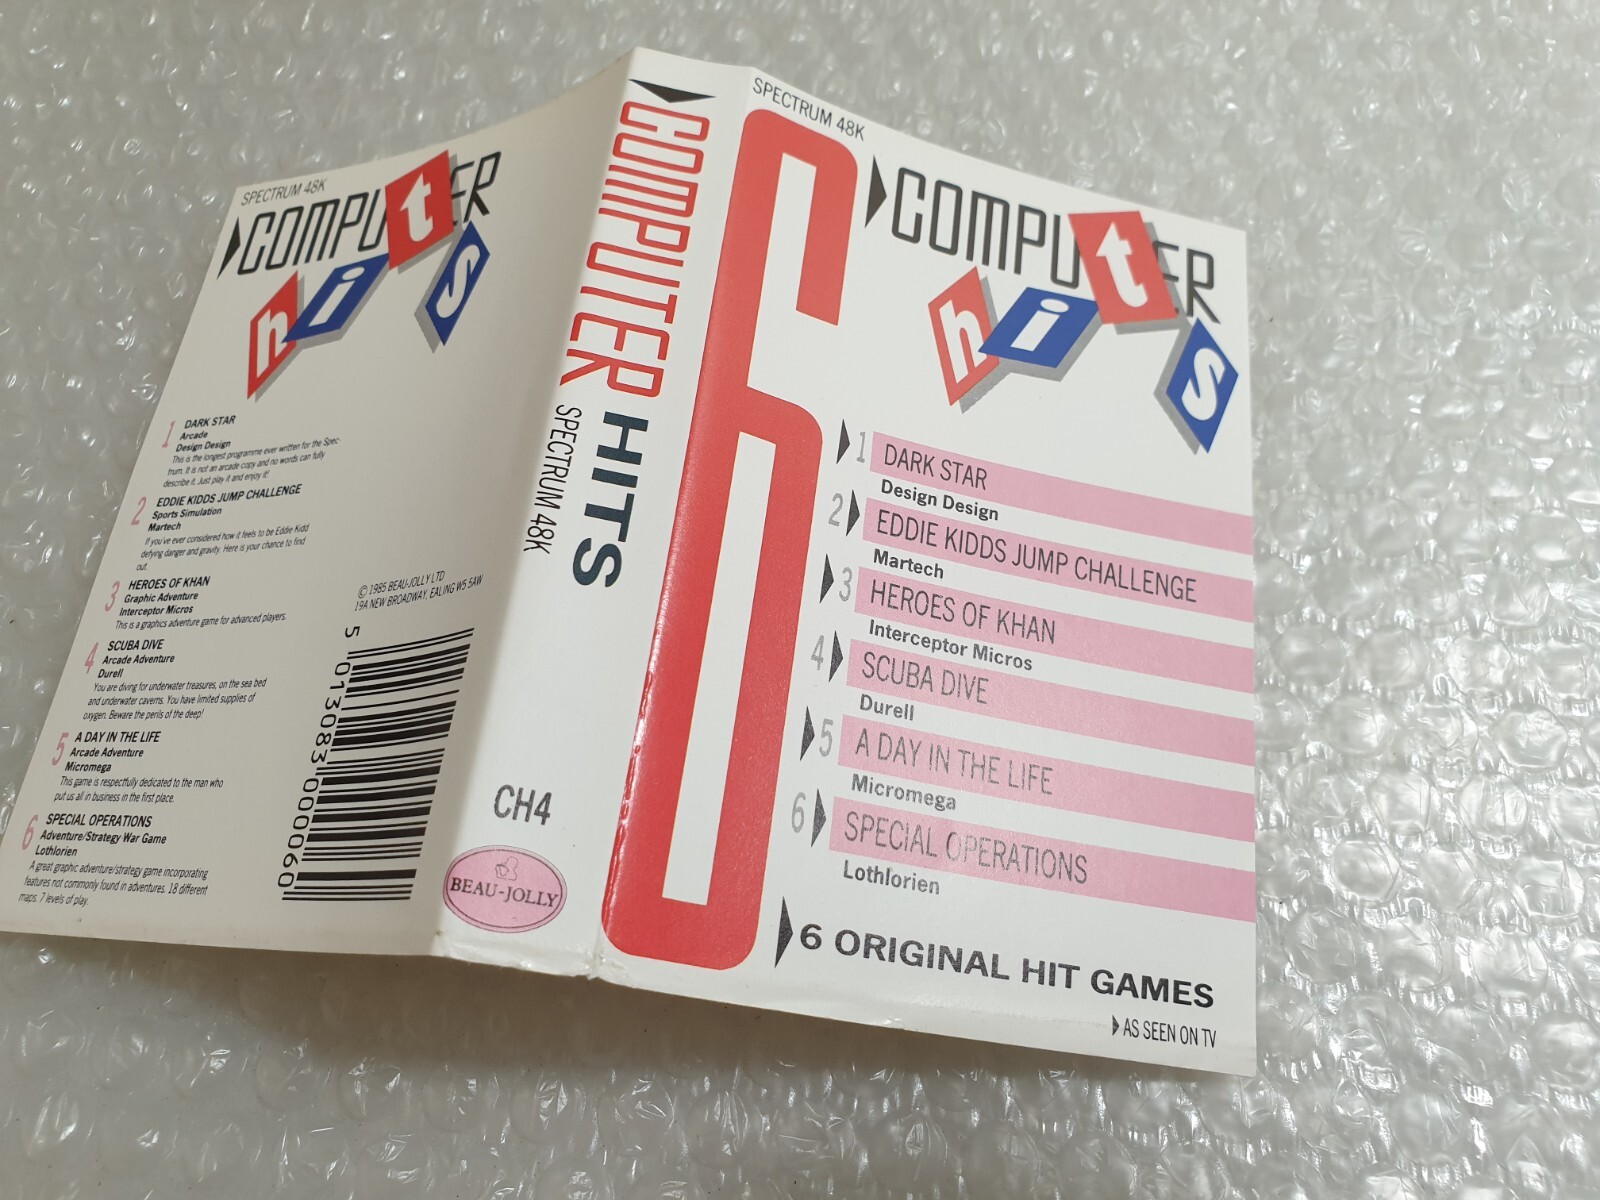 SPECTRUM 48K
COMPUTER
hits
1 DARK STAR
Arcade
Design Design
This is the longest programme ever written for the Spec-
trum. It is not an arcade copy and no words can fully
describe it. Just play it and enjoy it!
2 EDDIE KIDDS JUMP CHALLENGE
Sports Simulation
Martech
If you've ever considered how it feels to be Eddie Kidd
defying danger and gravity. Here is your chance to find
out.
3 HEROES OF KHAN
Graphic Adventure
Interceptor Micros
This is a graphics adventure game for advanced players.
4 SCUBA DIVE
Arcade Adventure
Durell
You are diving for underwater treasures, on the sea bed
and underwater caverns. You have limited supplies of
oxygen. Beware the perils of the deep!
5 A DAY IN THE LIFE
Arcade Adventure
Micromega
This game is respectfully dedicated to the man who
put us all in business in the first place.
6 SPECIAL OPERATIONS
Adventure/Strategy War Game
Lothlorien
A great graphic adventure/strategy game incorporating
features not commonly found in adventures. 18 different
maps. 7 levels of play.
© 1985 BEAU-JOLLY LTD
19A NEW BROADWAY, EALING W5 5AW
5 013083 000060
COMPUTER HITS
SPECTRUM 48K
CH4
BEAU-JOLLY
SPECTRUM 48K
6
COMPUTER
hits
1 DARK STAR
Design Design
2 EDDIE KIDDS JUMP CHALLENGE
Martech
3 HEROES OF KHAN
Interceptor Micros
4 SCUBA DIVE
Durell
5 A DAY IN THE LIFE
Micromega
6 SPECIAL OPERATIONS
Lothlorien
6 ORIGINAL HIT GAMES
AS SEEN ON TV